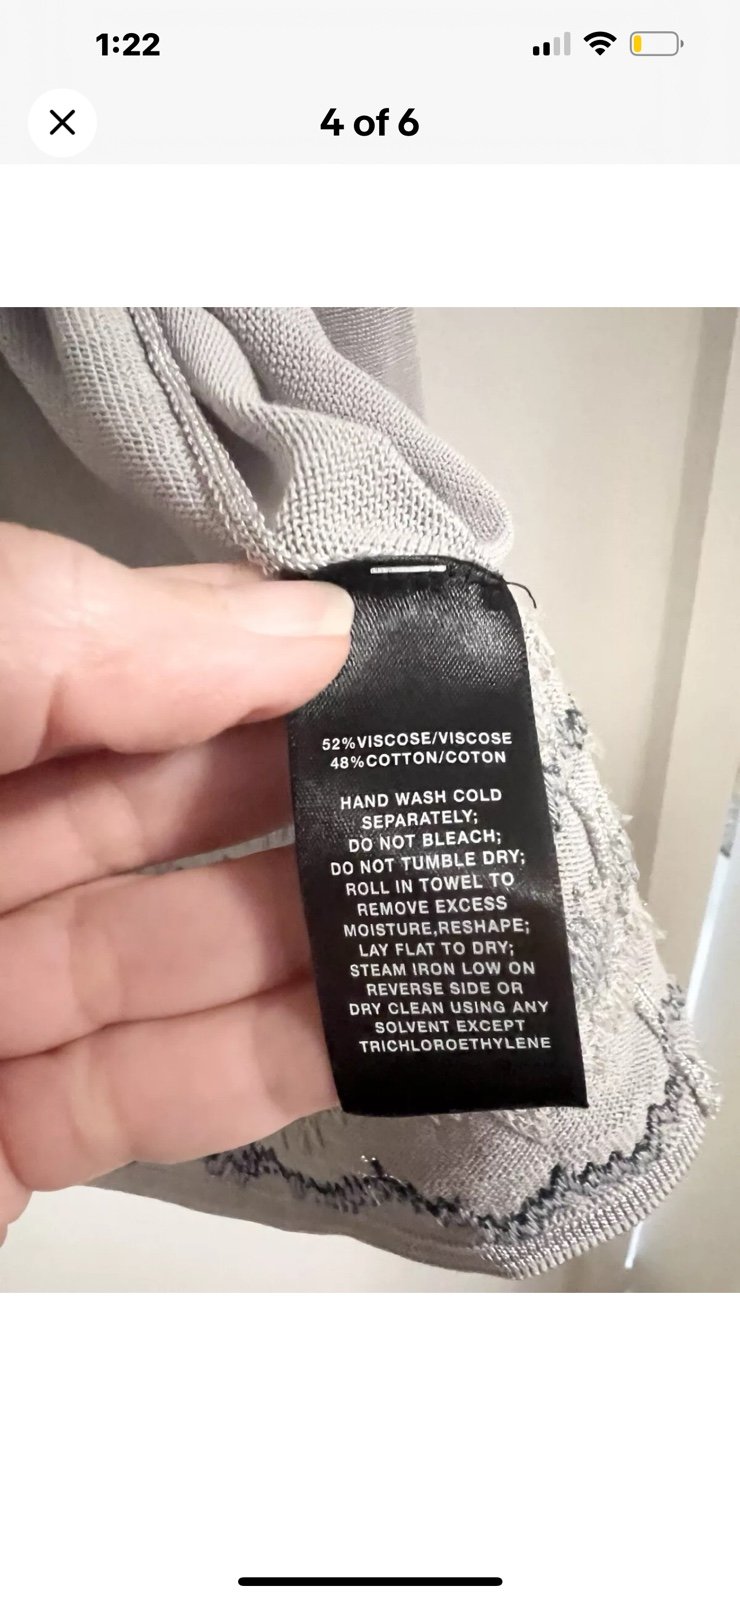 1:22
4 of 6
52%VISCOSE/VISCOSE
48%COTTON/COTON
HAND WASH COLD
SEPARATELY;
DO NOT BLEACH;
DO NOT TUMBLE DRY;
ROLL IN TOWEL TO
REMOVE EXCESS
MOISTURE,RESHAPE;
LAY FLAT TO DRY;
STEAM IRON LOW ON
REVERSE SIDE OR
DRY CLEAN USING ANY
SOLVENT EXCEPT
TRICHLOROETHYLENE